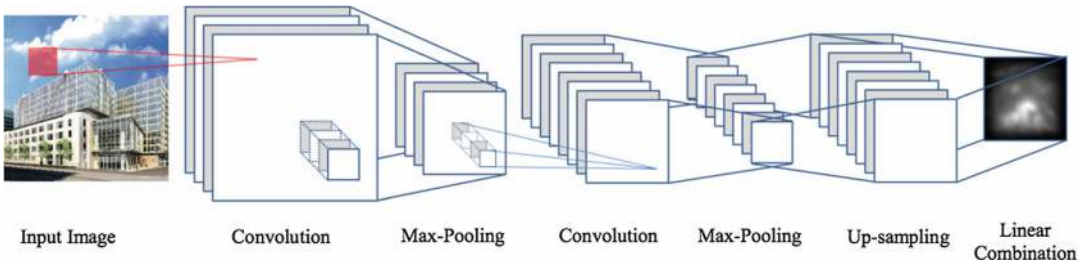 Input Image
Convolution
Max-Pooling
Convolution
Max-Pooling
Up-sampling
Linear
Combination